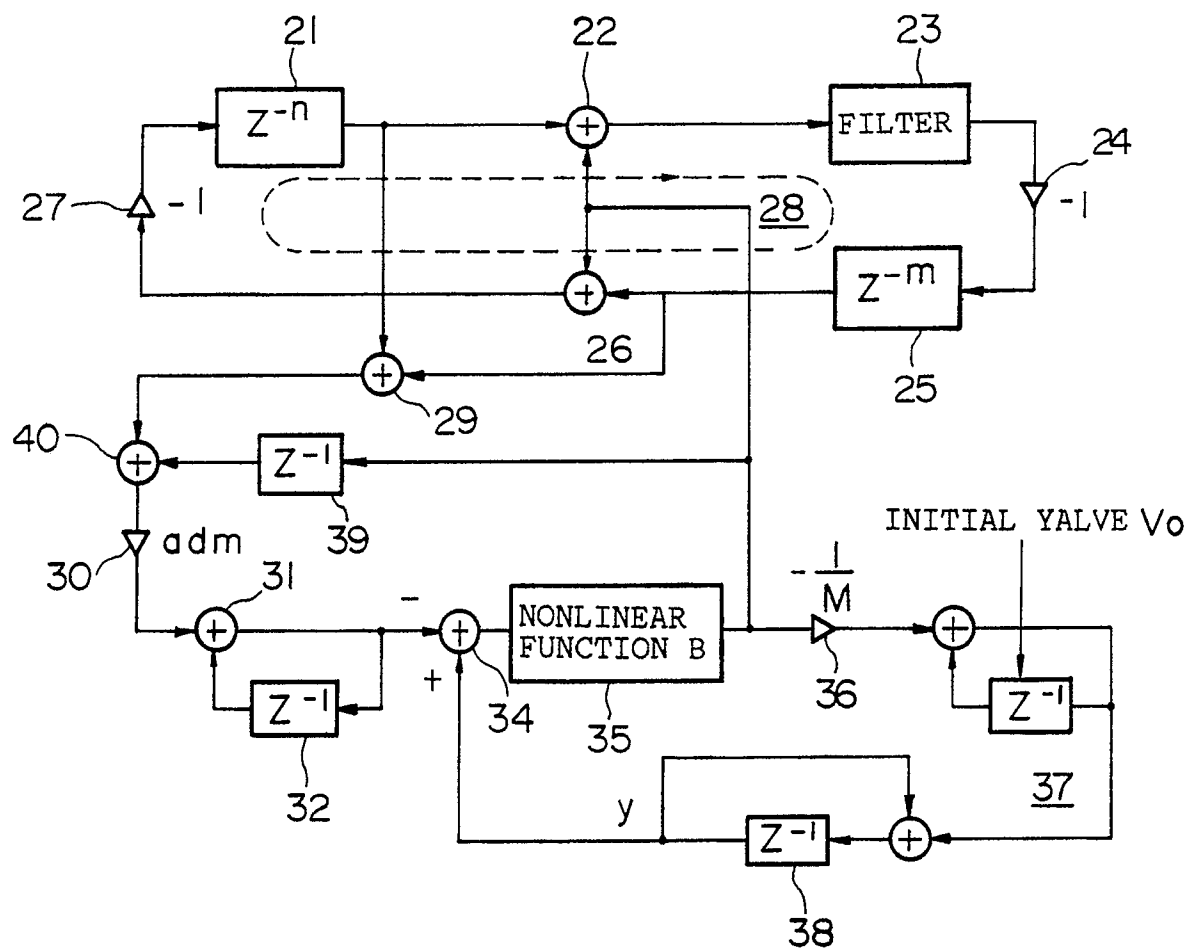 21
22
23
Z⁻ⁿ
FILTER
24
27
-1
28
-1
Z⁻ᵐ
26
25
29
40
Z⁻¹
39
INITIAL YALVE Vo
30
adm
31
-
NONLINEAR
FUNCTION B
-1/M
+
34
35
36
Z⁻¹
32
Z⁻¹
37
y
Z⁻¹
38